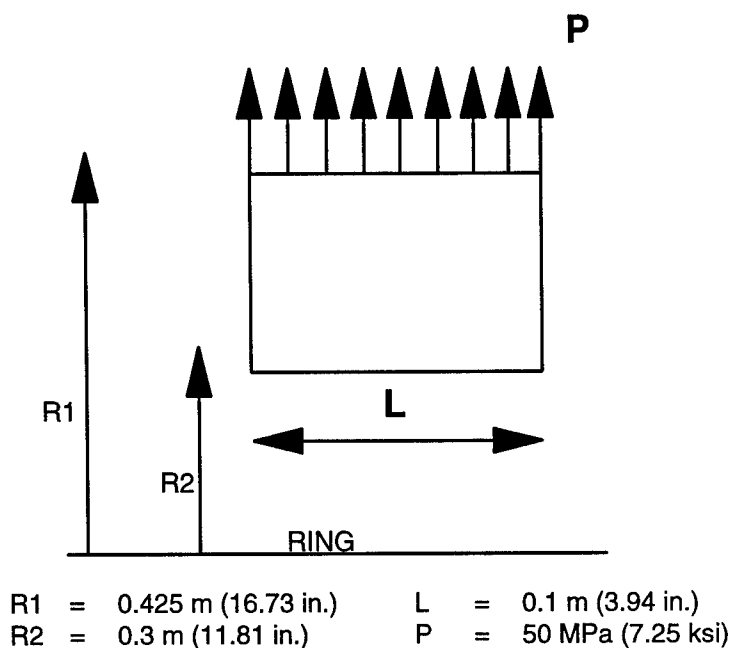 P
R1
L
R2
RING
R1 = 0.425 m (16.73 in.) L = 0.1 m (3.94 in.)
R2 = 0.3 m (11.81 in.) P = 50 MPa (7.25 ksi)